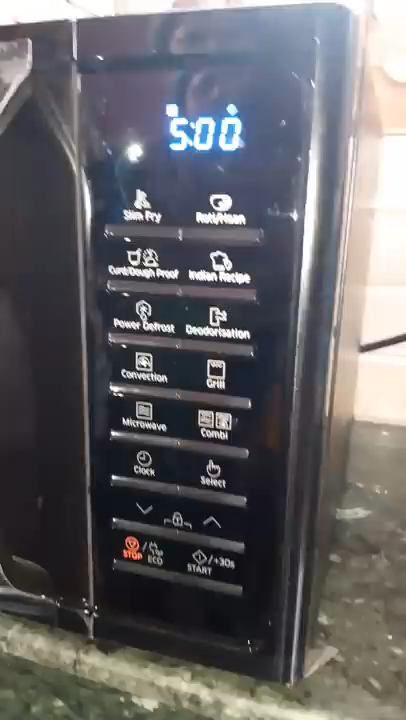 5:00
Slim Fry Roti/Naan
Curd/Dough Proof Indian Recipe
Power Defrost Deodorisation
Convection Grill
Microwave Combi
Clock Select
STOP / ECO START /+30s